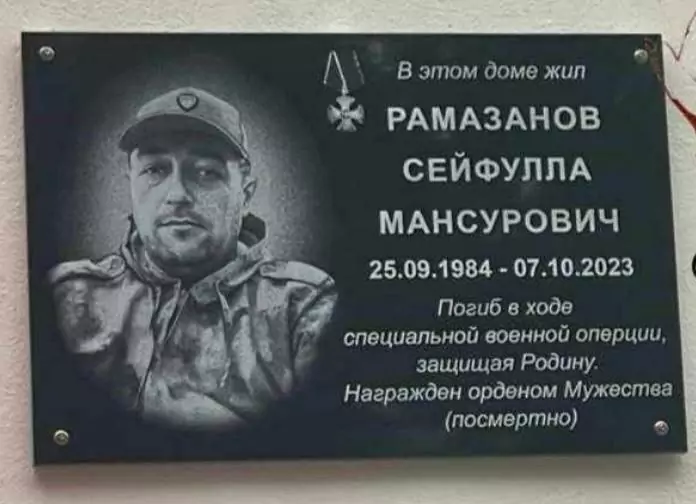 В этом доме жил
РАМАЗАНОВ
СЕЙФУЛЛА
МАНСУРОВИЧ
25.09.1984 - 07.10.2023
Погиб в ходе
специальной военной оперции,
защищая Родину.
Награжден орденом Мужества
(посмертно)